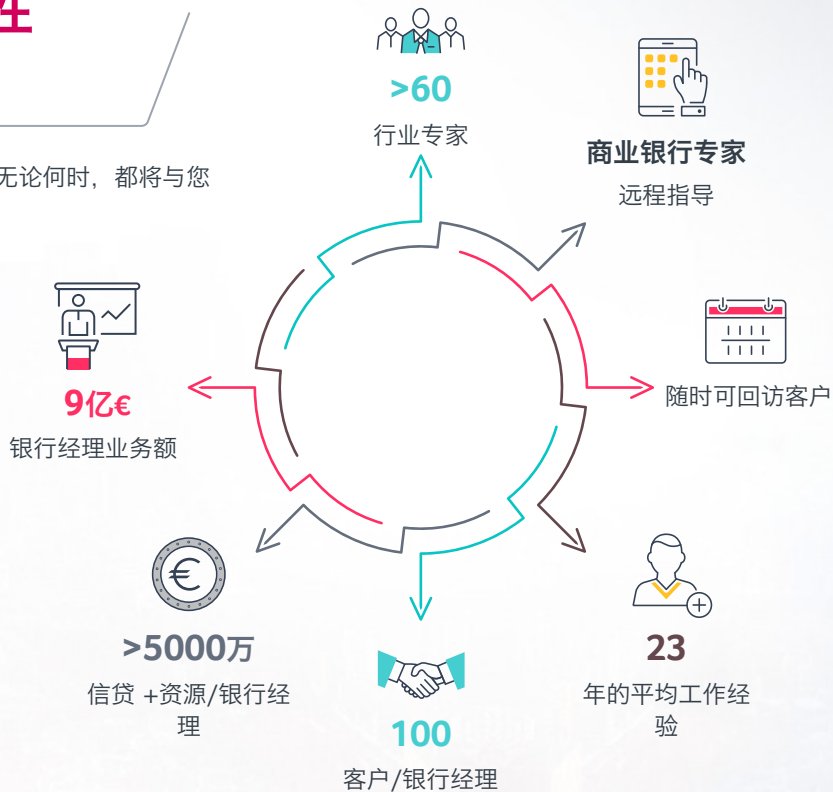 性
无论何时，都将与您
>60
行业专家
商业银行专家
远程指导
随时可回访客户
23
年的平均工作经
验
100
客户/银行经理
>5000万
信贷 +资源/银行经
理
9亿€
银行经理业务额